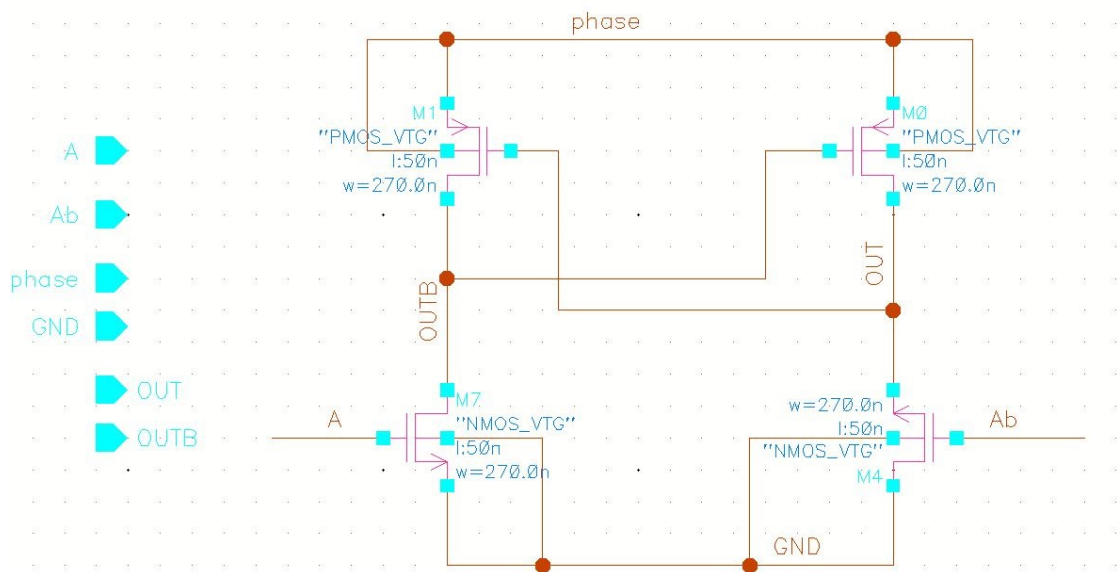 phase
M1
"PMOS_VTG"
l:50n
w=270.0n
M0
"PMOS_VTG"
l:50n
w=270.0n
A
Ab
phase
GND
OUT
OUTB
OUTB
OUT
A
M7
"NMOS_VTG"
l:50n
w=270.0n
w=270.0n
l:50n
"NMOS_VTG"
M4
Ab
GND